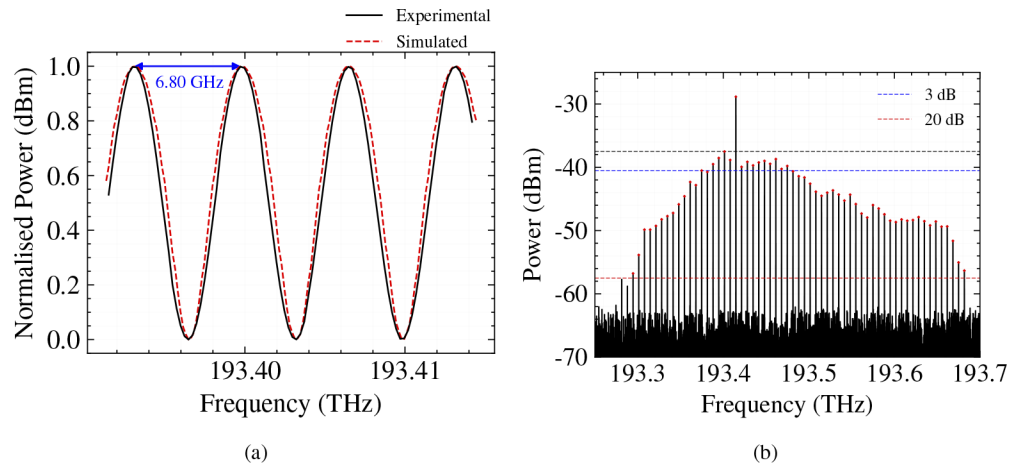 Experimental
Simulated
1.0
0.8
0.6
0.4
0.2
0.0
6.80 GHz
Normalised Power (dBm)
193.40
193.41
Frequency (THz)
(a)
3 dB
20 dB
-30
-40
-50
-60
-70
Power (dBm)
193.3
193.4
193.5
193.6
193.7
Frequency (THz)
(b)